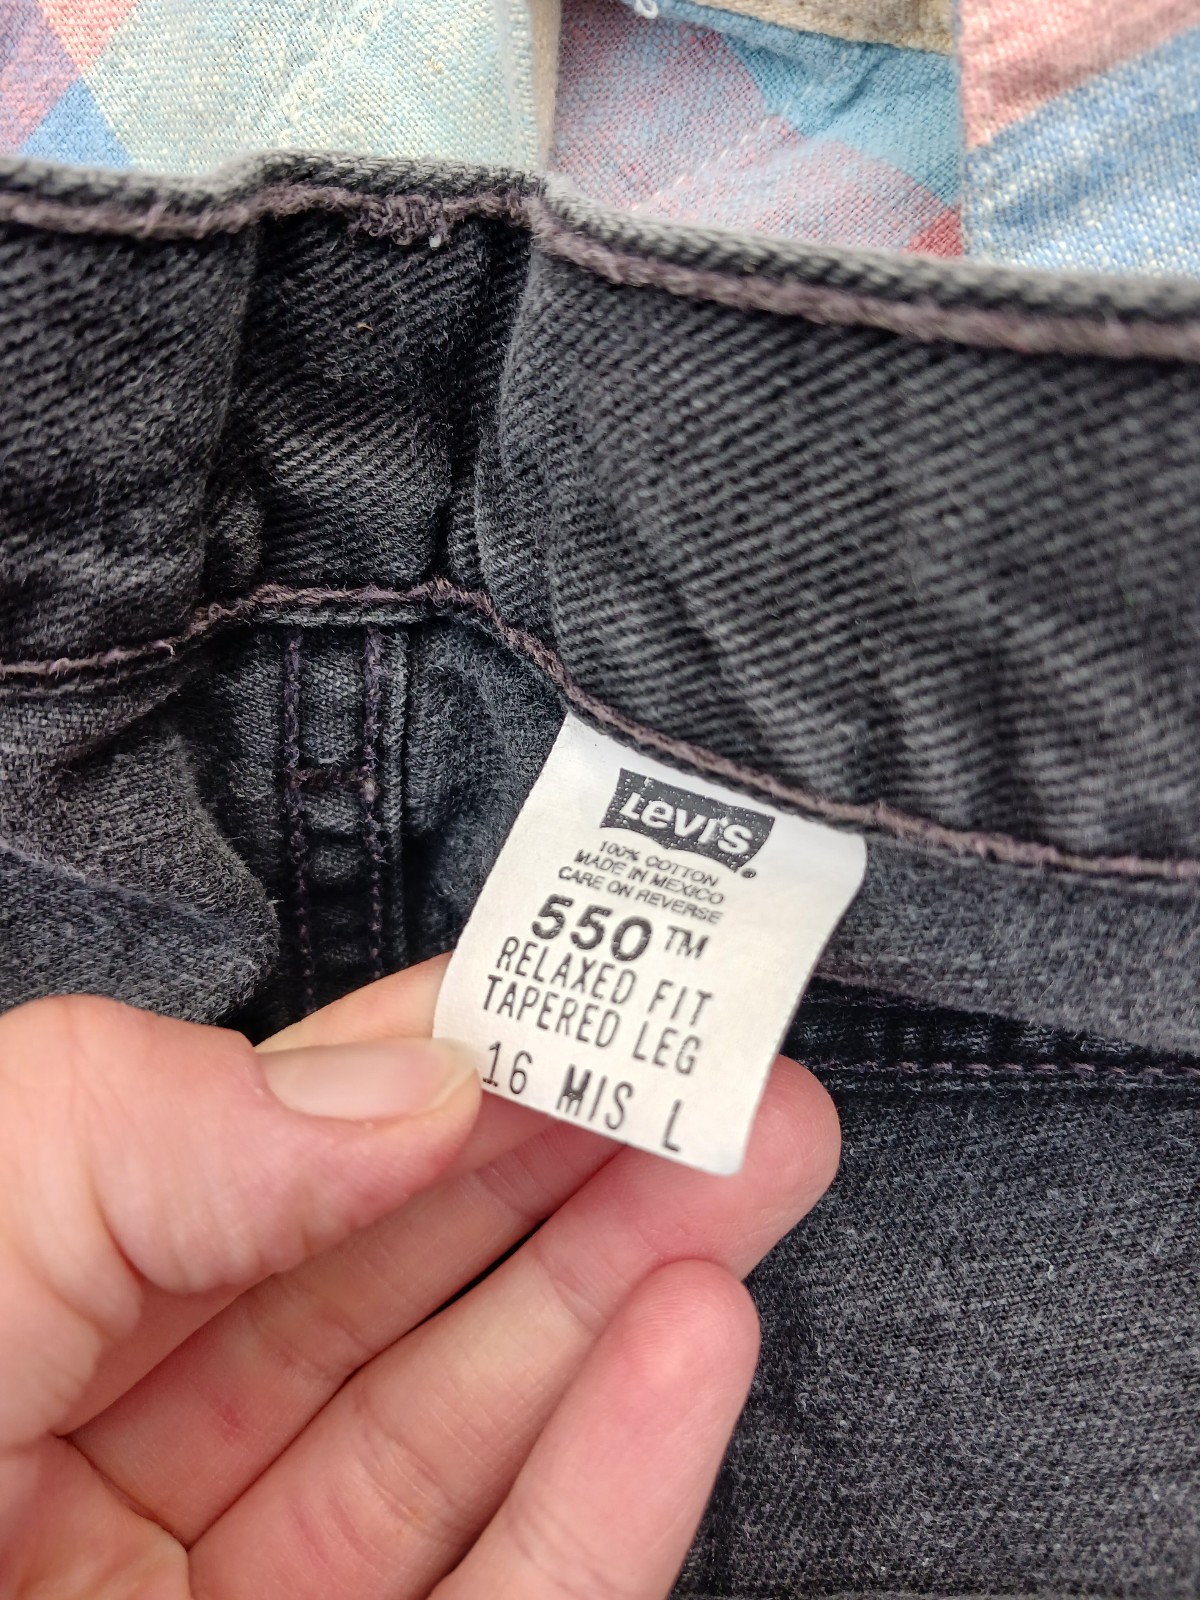 Levi's®
100% COTTON
MADE IN MEXICO
CARE ON REVERSE
550™
RELAXED FIT
TAPERED LEG
16 MIS L